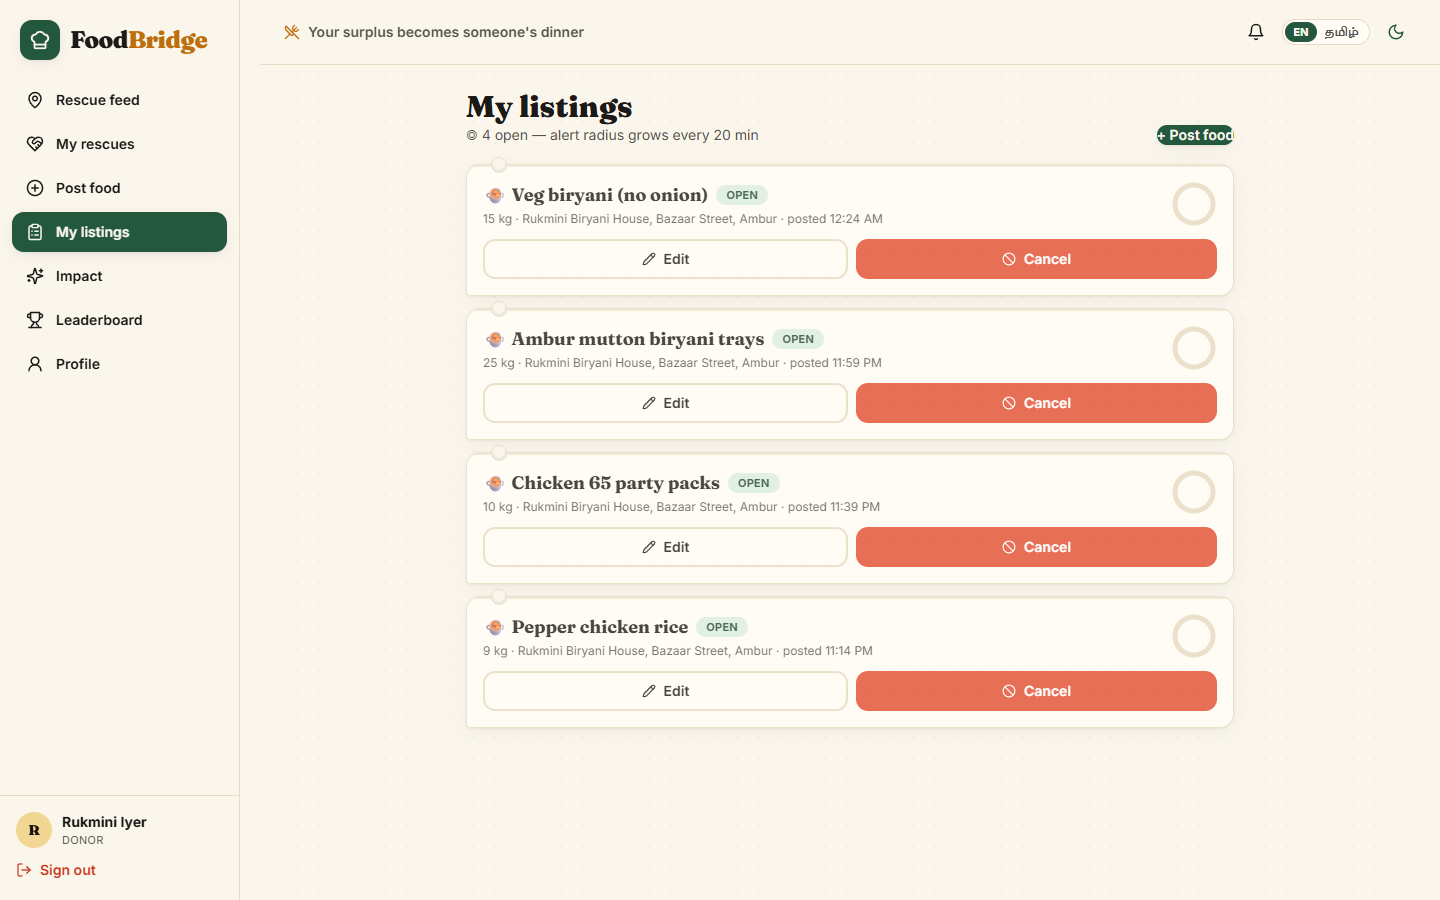 FoodBridge
Your surplus becomes someone's dinner
EN
தமிழ்
Rescue feed
My rescues
Post food
My listings
Impact
Leaderboard
Profile
Rukmini Iyer
R
DONOR
Sign out
My listings
4 open — alert radius grows every 20 min
+ Post food
Veg biryani (no onion) OPEN
15 kg · Rukmini Biryani House, Bazaar Street, Ambur · posted 12:24 AM
Edit
Cancel
Ambur mutton biryani trays OPEN
25 kg · Rukmini Biryani House, Bazaar Street, Ambur · posted 11:59 PM
Edit
Cancel
Chicken 65 party packs OPEN
10 kg · Rukmini Biryani House, Bazaar Street, Ambur · posted 11:39 PM
Edit
Cancel
Pepper chicken rice OPEN
9 kg · Rukmini Biryani House, Bazaar Street, Ambur · posted 11:14 PM
Edit
Cancel